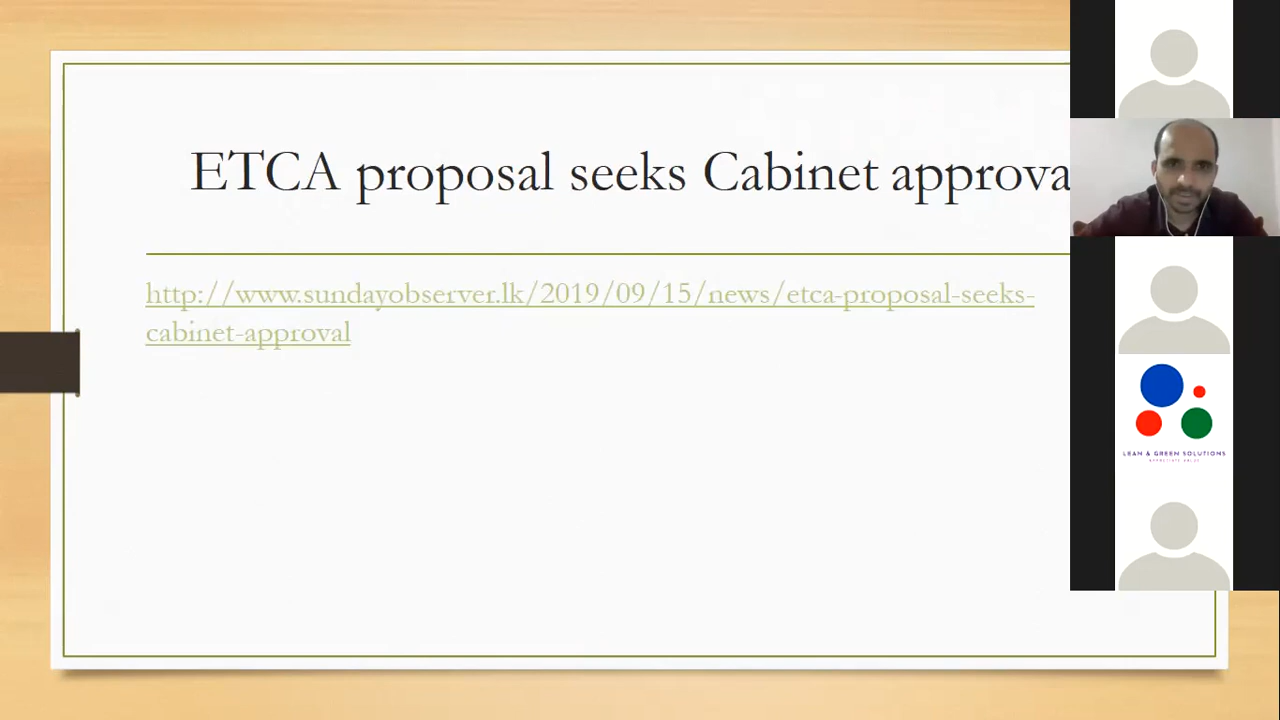 ETCA proposal seeks Cabinet approva
http://www.sundayobserver.lk/2019/09/15/news/etca-proposal-seeks-
cabinet-approval
LEAN & GREEN SOLUTIONS